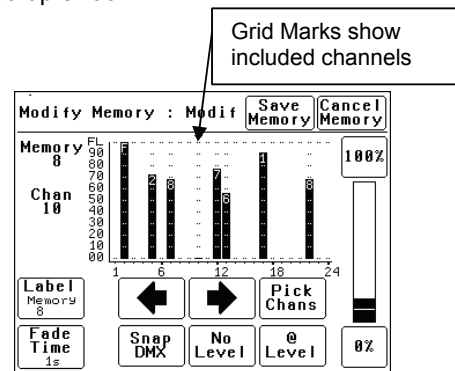 Grid Marks show
included channels
Modify Memory : Modif
Save
Memory
Cancel
Memory
Memory
8
Chan
10
FL
90
80
70
60
50
40
30
20
10
00
F
2
8
7
6
1
8
1
6
12
18
24
100%
Label
Memory
8
Pick
Chans
Fade
Time
1s
Snap
DMX
No
Level
@
Level
0%